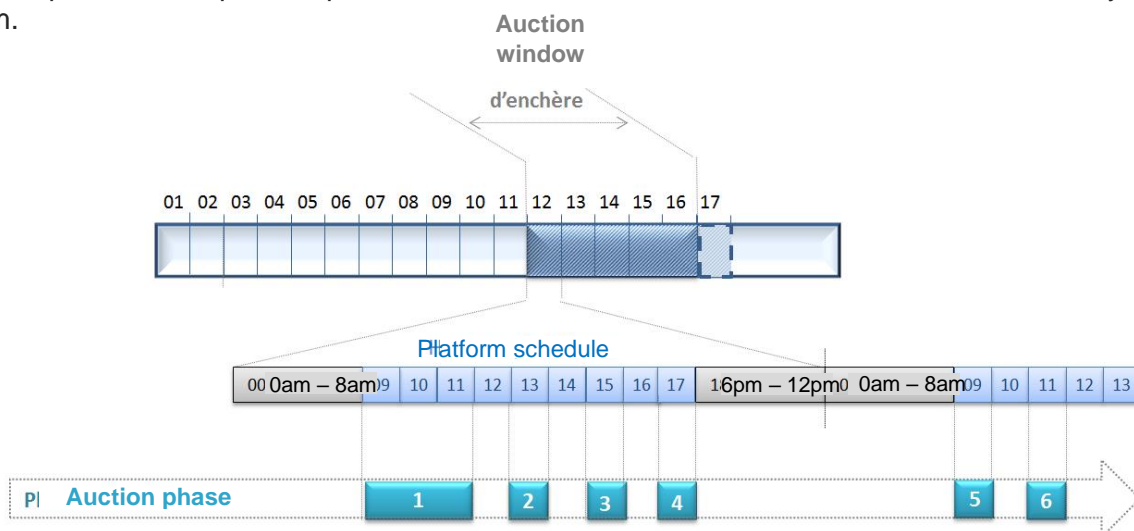 n.
Auction
window
d'enchère
01 02 03 04 05 06 07 08 09 10 11 12 13 14 15 16 17
Platform schedule
00 0am – 8am 09 10 11 12 13 14 15 16 17 6pm – 12pm 0am – 8am 09 10 11 12 13
Auction phase 1 2 3 4 5 6